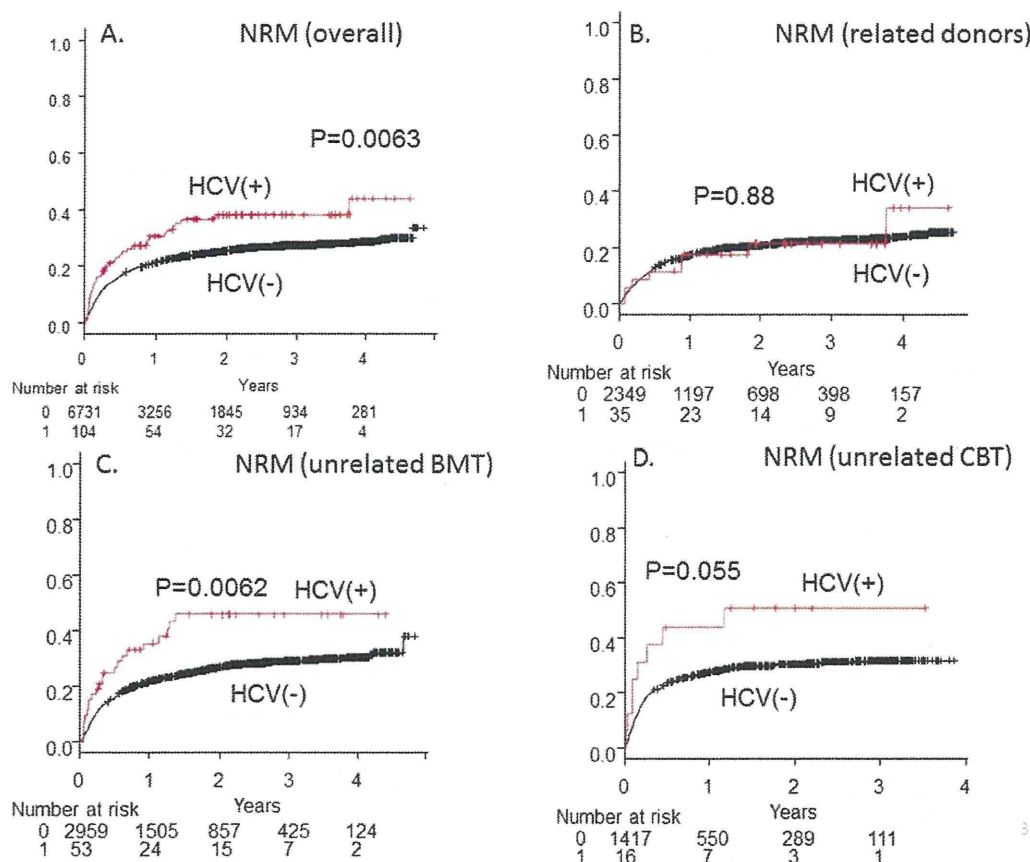 A. NRM (overall)
1.0
0.8
P=0.0063
0.6
HCV(+)
0.4
0.2
HCV(-)
0.0
0 1 2 3 4
Years
Number at risk
0 6731 3256 1845 934 281
1 104 54 32 17 4
B. NRM (related donors)
1.0
0.8
0.6
P=0.88
HCV(+)
0.4
0.2
HCV(-)
0.0
0 1 2 3 4
Years
Number at risk
0 2349 1197 698 398 157
1 35 23 14 9 2
C. NRM (unrelated BMT)
1.0
0.8
0.6
P=0.0062 HCV(+)
0.4
0.2
HCV(-)
0.0
0 1 2 3 4 5
Years
Number at risk
0 2959 1505 857 425 124
1 53 24 15 7 2
D. NRM (unrelated CBT)
1.0
0.8
P=0.055 HCV(+)
0.6
0.4
0.2
HCV(-)
0.0
0 1 2 3 4
Years
Number at risk
0 1417 550 289 111
1 16 7 3 1